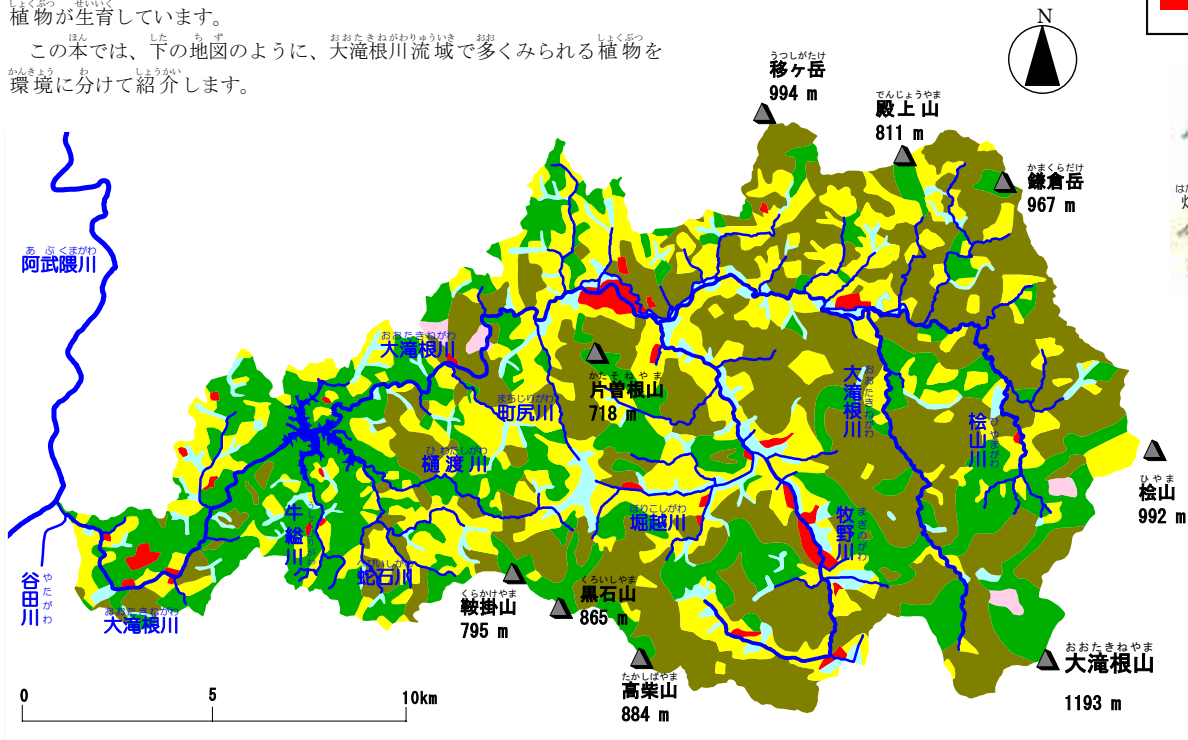 植物が生育しています。
この本では、下の地図のように、大滝根川流域で多くみられる植物を
環境に分けて紹介します。
N
移ヶ岳
994 m
殿上山
811 m
鎌倉岳
967 m
阿武隈川
大滝根川
片曽根山
718 m
町尻川
樋渡川
大滝根川
桧山川
桧山
992 m
牛縊川
蛇石川
堀越川
牧野川
谷田川
大滝根川
鞍掛山
795 m
黒石山
865 m
高柴山
884 m
大滝根山
1193 m
0 5 10km